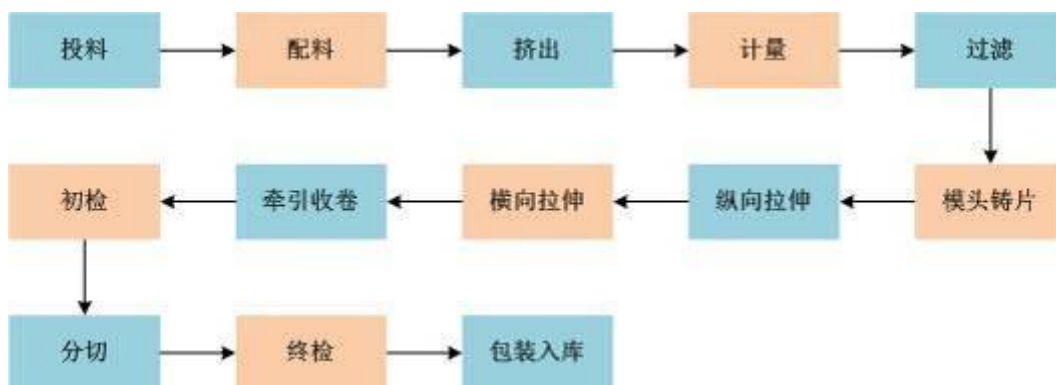 投料
配料
挤出
计量
过滤
模头铸片
纵向拉伸
横向拉伸
牵引收卷
初检
分切
终检
包装入库